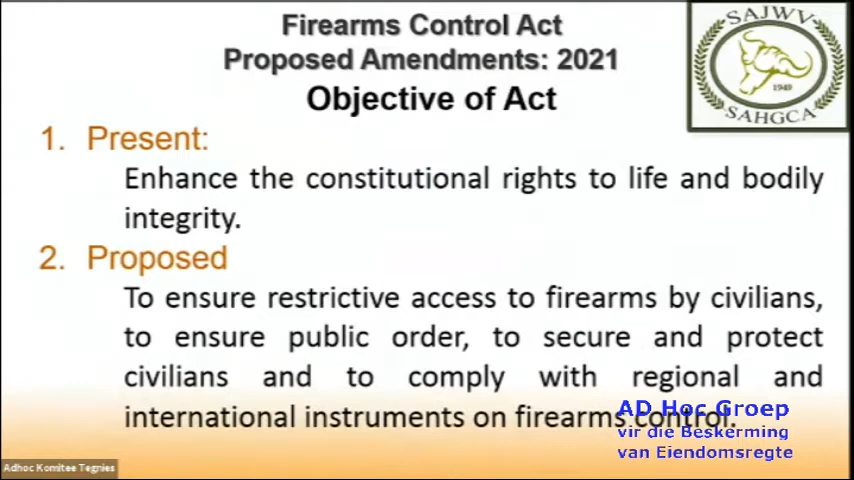 Firearms Control Act
Proposed Amendments: 2021
Objective of Act
SAJWV
1949
SAHGCA
1. Present:
Enhance the constitutional rights to life and bodily
integrity.
2. Proposed
To ensure restrictive access to firearms by civilians,
to ensure public order, to secure and protect
civilians and to comply with regional and
international instruments on firearms control.
AD Hoc Groep
vir die Beskerming
van Eiendomsregte
Adhoc Komitee Tegnies